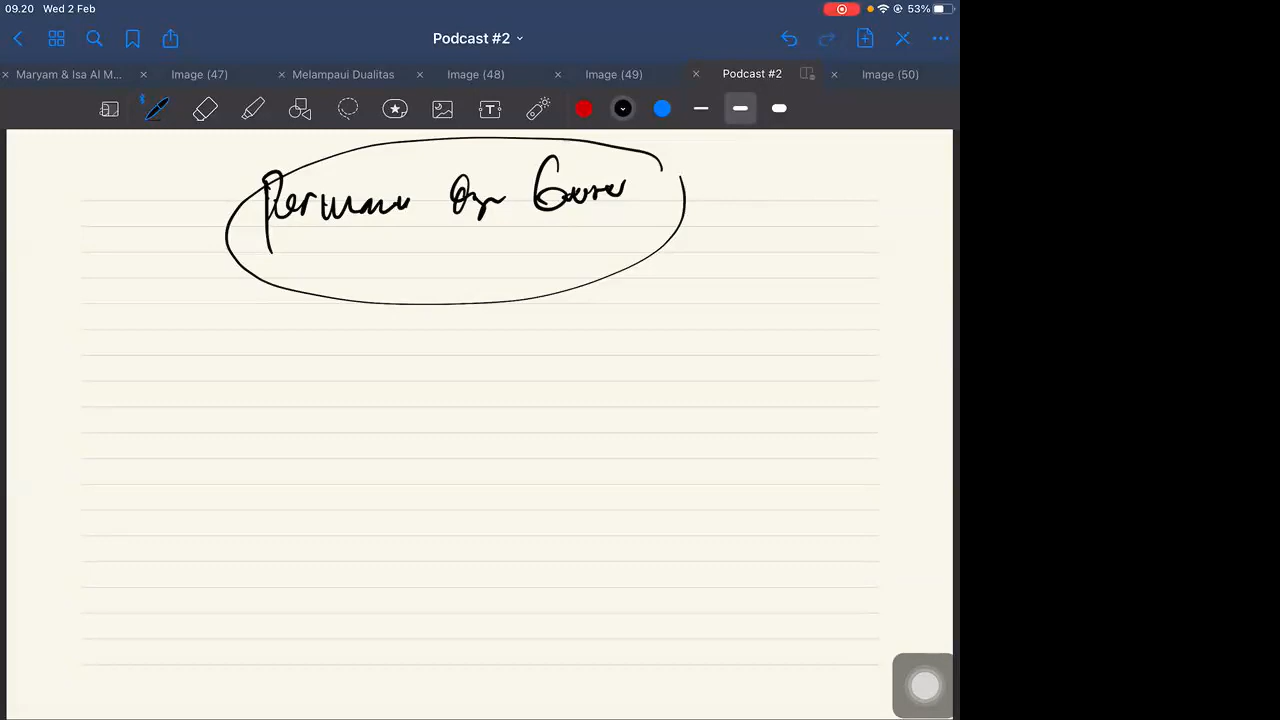 09.20 Wed 2 Feb 53%
Podcast #2
Maryam & Isa Al M... Image (47) Melampaui Dualitas Image (48) Image (49) Podcast #2 Image (50)